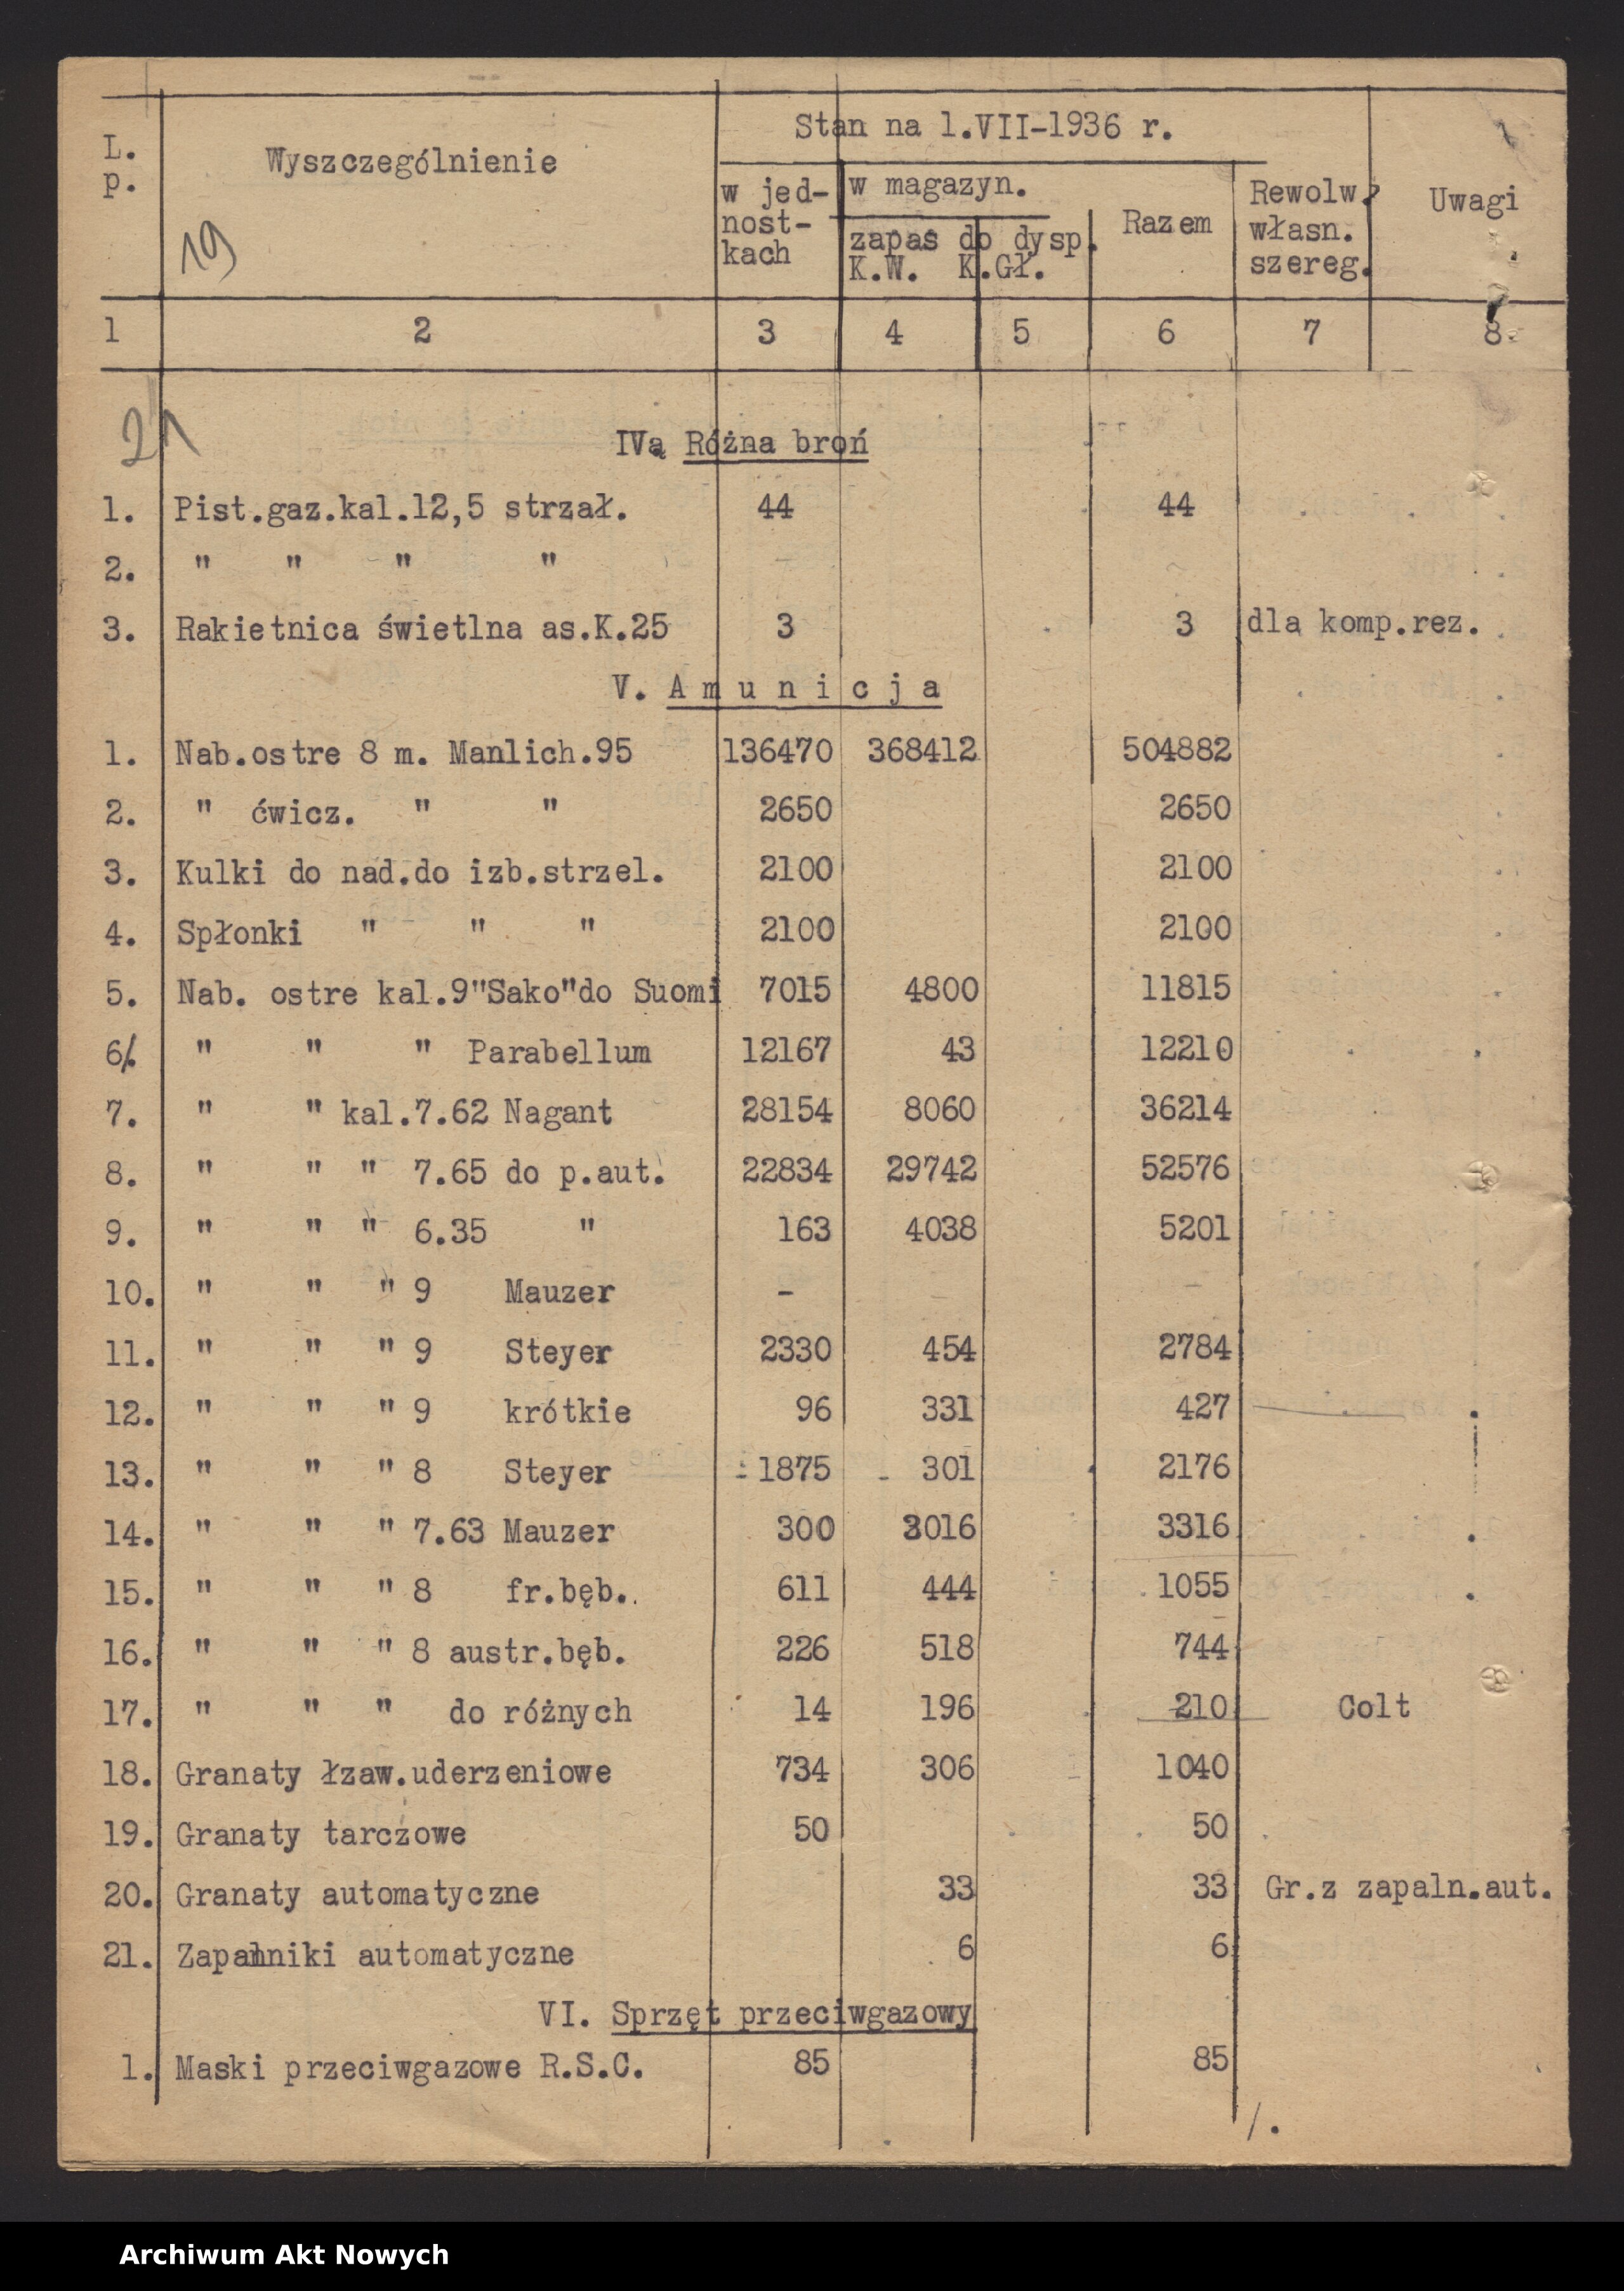 L. p.
Wyszczególnienie
19
Stan na 1.VII-1936 r.
w jed-
nost-
kach
w magazyn.
zapas do dysp.
K.W. K.Gł.
Razem
Rewolw.
własn.
szereg.
Uwagi
1 2 3 4 5 6 7 8
21
IVą Różna broń
1. Pist.gaz.kal.12,5 strzał. 44 44
2. " " " " -
3. Rakietnica świetlna as.K.25 3 3 dla komp.rez.
V. A m u n i c j a
1. Nab.ostre 8 m. Manlich.95 136470 368412 504882
2. " ćwicz. " " 2650 2650
3. Kulki do nad.do izb.strzel. 2100 2100
4. Spłonki " " " 2100 2100
5. Nab. ostre kal.9"Sako"do Suomi 7015 4800 11815
6. " " " Parabellum 12167 43 12210
7. " " kal.7.62 Nagant 28154 8060 36214
8. " " " 7.65 do p.aut. 22834 29742 52576
9. " " " 6.35 " 163 4038 5201
10. " " " 9 Mauzer - -
11. " " " 9 Steyer 2330 454 2784
12. " " " 9 krótkie 96 331 427
13. " " " 8 Steyer 1875 301 2176
14. " " " 7.63 Mauzer 300 3016 3316
15. " " " 8 fr.bęb. 611 444 1055
16. " " " 8 austr.bęb. 226 518 744
17. " " " do różnych 14 196 210 Colt
18. Granaty łzaw.uderzeniowe 734 306 1040
19. Granaty tarczowe 50 50
20. Granaty automatyczne 33 33 Gr.z zapaln.aut.
21. Zapalniki automatyczne 6 6
VI. Sprzęt przeciwgazowy
1. Maski przeciwgazowe R.S.C. 85 85
/.
Archiwum Akt Nowych